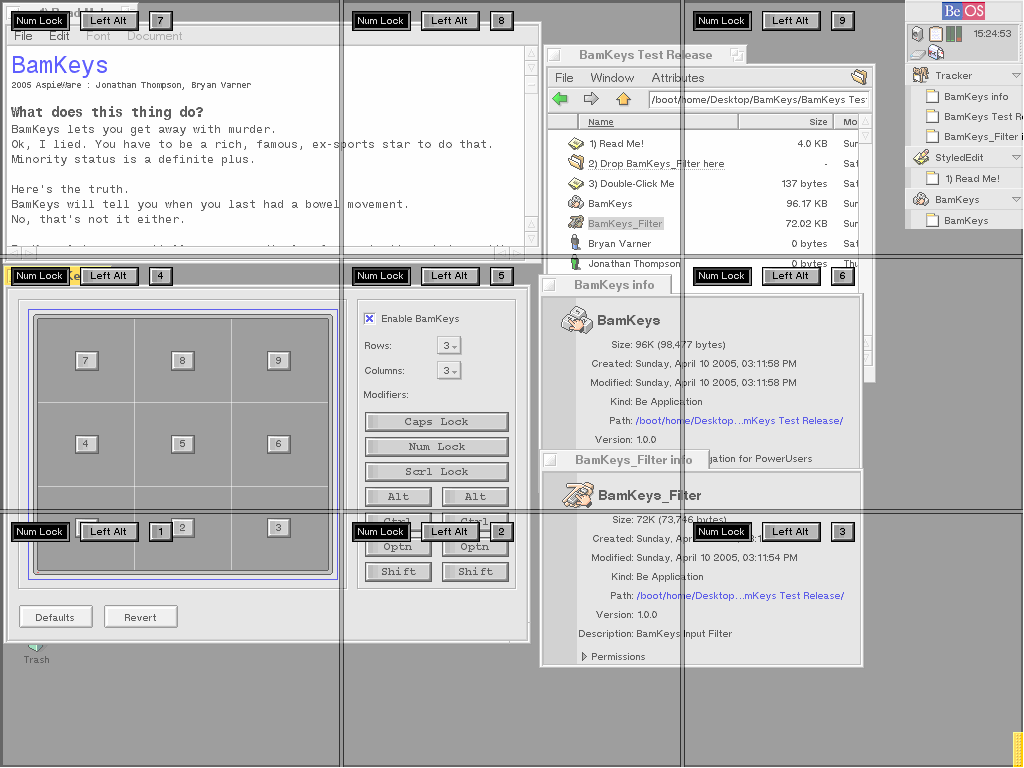 Num Lock Left Alt 7
Num Lock Left Alt 8
Num Lock Left Alt 9
BeOS
15:24:53
File Edit Font Document
BamKeys
2005 AspieWare : Jonathan Thompson, Bryan Varner
What does this thing do?
BamKeys lets you get away with murder.
Ok, I lied. You have to be a rich, famous, ex-sports star to do that.
Minority status is a definite plus.
Here's the truth.
BamKeys will tell you when you last had a bowel movement.
No, that's not it either.
BamKeys Test Release
File Window Attributes
/boot/home/Desktop/BamKeys/BamKeys Tes
Name Size Mo
1) Read Me! 4.0 KB Sun
2) Drop BamKeys_Filter here - Sat
3) Double-Click Me 137 bytes Sat
BamKeys 96.17 KB Sun
BamKeys_Filter 72.02 KB Sun
Bryan Varner 0 bytes Sat
Jonathan Thompson 0 bytes Thu
Tracker
BamKeys info
BamKeys Test R
BamKeys_Filter i
StyledEdit
1) Read Me!
BamKeys
BamKeys
Num Lock Left Alt 4
Num Lock Left Alt 5
Num Lock Left Alt 6
7 8 9
4 5 6
2 3
Enable BamKeys
Rows: 3
Columns: 3
Modifiers:
Caps Lock
Num Lock
Scrl Lock
Alt Alt
Optn Optn
Shift Shift
Defaults Revert
BamKeys info
BamKeys
Size: 96K (98,477 bytes)
Created: Sunday, April 10 2005, 03:11:58 PM
Modified: Sunday, April 10 2005, 03:11:58 PM
Kind: Be Application
Path: /boot/home/Desktop...mKeys Test Release/
Version: 1.0.0
gation for PowerUsers
BamKeys_Filter info
BamKeys_Filter
Size: 72K (73,746 bytes)
Created: Sunday, April 10 2005,
Modified: Sunday, April 10 2005, 03:11:54 PM
Kind: Be Application
Path: /boot/home/Desktop...mKeys Test Release/
Version: 1.0.0
Description: BamKeys Input Filter
Permissions
Num Lock Left Alt 1
Num Lock Left Alt 2
Num Lock Left Alt 3
Trash